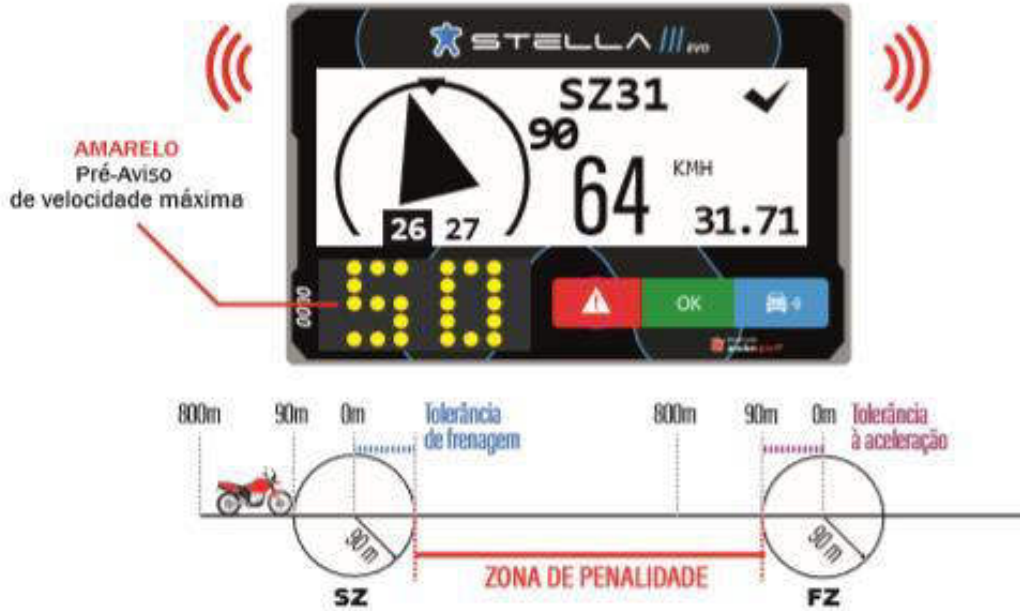 STELLA III EVO
SZ31
90
64 KMH
31.71
26 27
AMARELO
Pré-Aviso
de velocidade máxima
50
OK
800m 90m 0m Tolerância
de frenagem
800m 90m 0m Tolerância
à aceleração
90 m
90 m
ZONA DE PENALIDADE
SZ
FZ